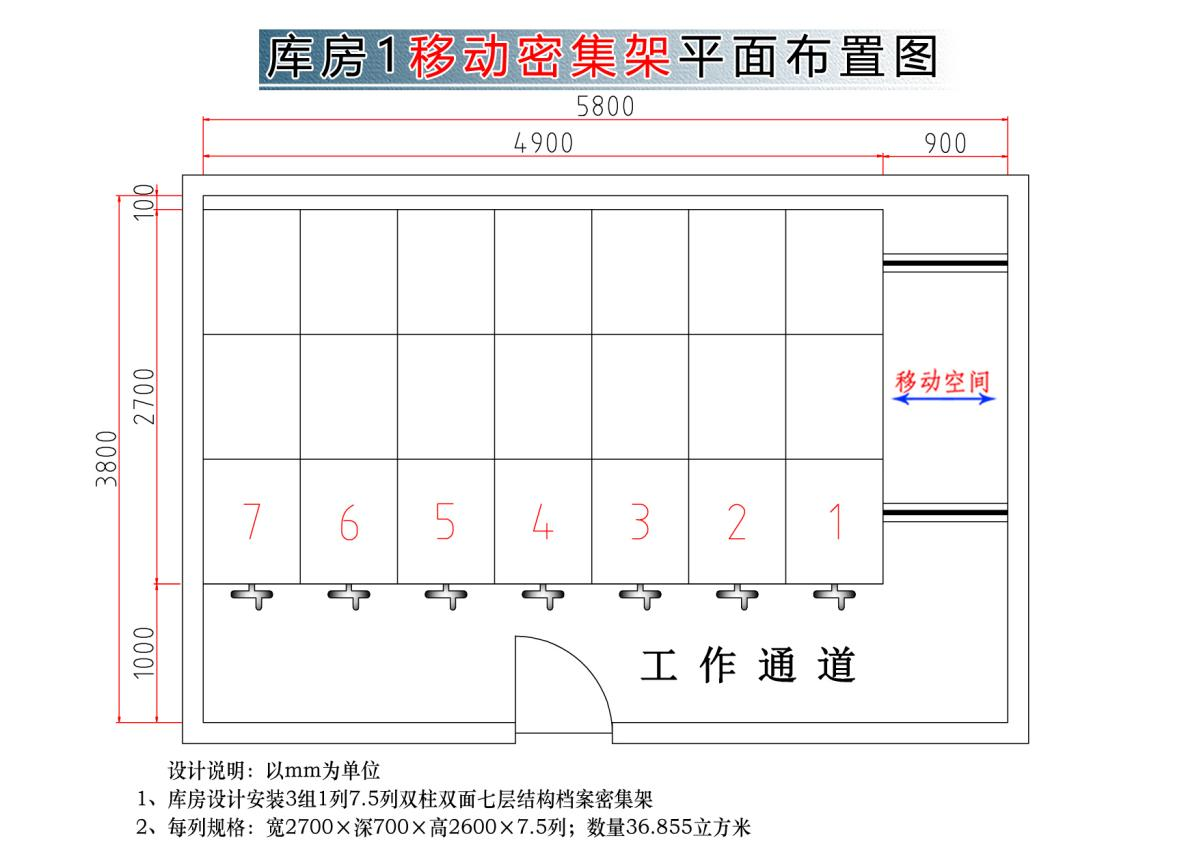 库房1移动密集架平面布置图
5800
4900
900
100
2700
3800
移动空间
7 6 5 4 3 2 1
1000
工作通道
设计说明：以mm为单位
1、库房设计安装3组1列7.5列双柱双面七层结构档案密集架
2、每列规格：宽2700×深700×高2600×7.5列；数量36.855立方米